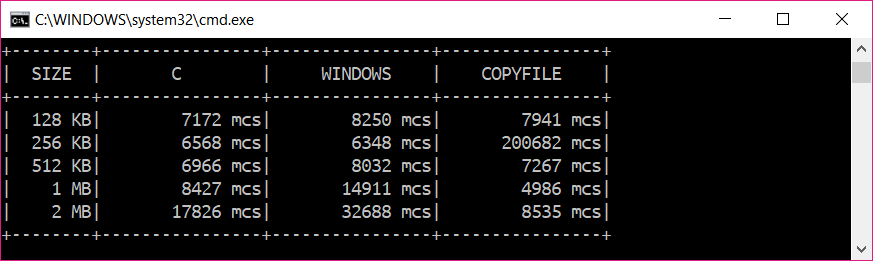 C:\WINDOWS\system32\cmd.exe
+--------+----------------+----------------+----------------+
|  SIZE  |       C        |     WINDOWS    |    COPYFILE    |
+--------+----------------+----------------+----------------+
|  128 KB|        7172 mcs|        8250 mcs|        7941 mcs|
|  256 KB|        6568 mcs|        6348 mcs|      200682 mcs|
|  512 KB|        6966 mcs|        8032 mcs|        7267 mcs|
|    1 MB|        8427 mcs|       14911 mcs|        4986 mcs|
|    2 MB|       17826 mcs|       32688 mcs|        8535 mcs|
+--------+----------------+----------------+----------------+